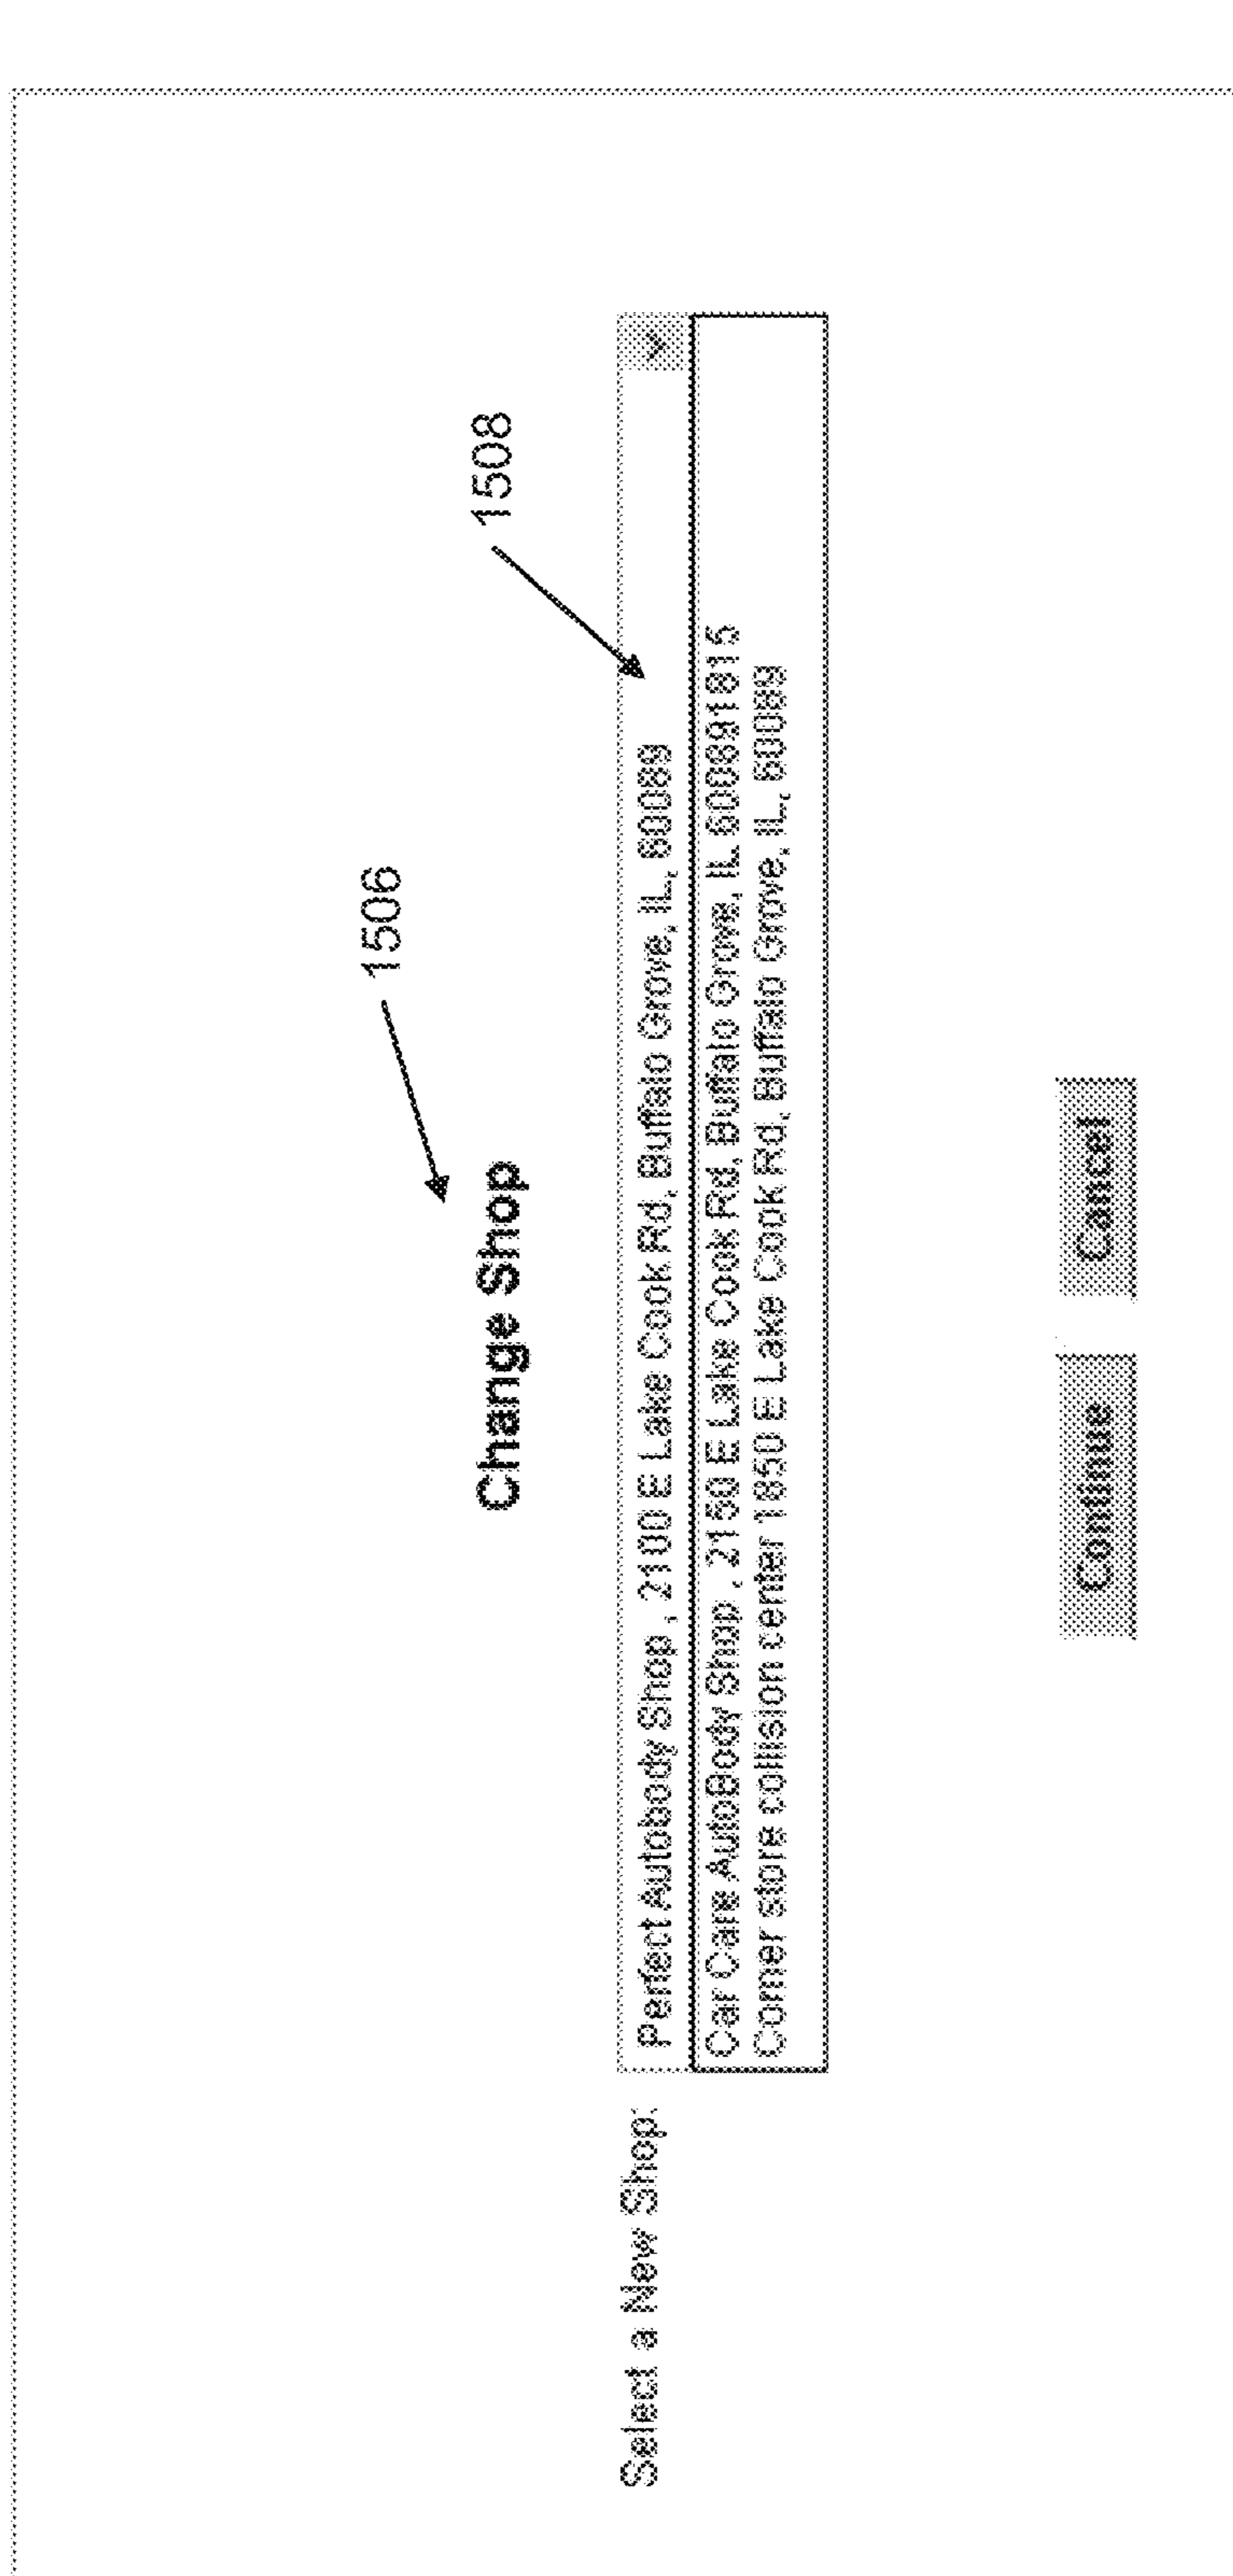 1506
Change Shop
1508
Select a New Shop:
Perfect Autobody Shop , 2100 E Lake Cook Rd, Buffalo Grove, IL, 60089
Car Care AutoBody Shop , 2150 E Lake Cook Rd, Buffalo Grove, IL 600891815
Corner store collision center 1850 E Lake Cook Rd, Buffalo Grove, IL, 60089
Continue
Cancel